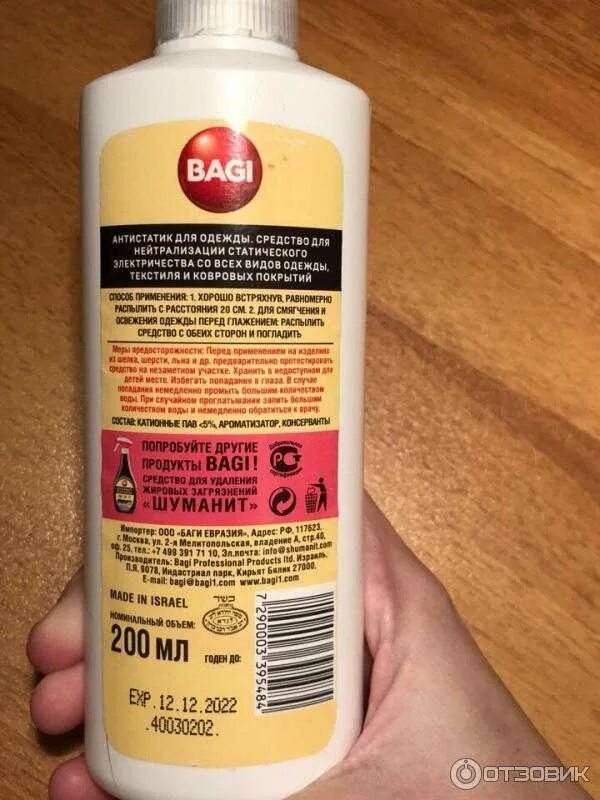 BAGI
АНТИСТАТИК ДЛЯ ОДЕЖДЫ. СРЕДСТВО ДЛЯ
НЕЙТРАЛИЗАЦИИ СТАТИЧЕСКОГО
ЭЛЕКТРИЧЕСТВА СО ВСЕХ ВИДОВ ОДЕЖДЫ,
ТЕКСТИЛЯ И КОВРОВЫХ ПОКРЫТИЙ
СПОСОБ ПРИМЕНЕНИЯ: 1. ХОРОШО ВСТРЯХНУВ, РАВНОМЕРНО
РАСПЫЛИТЬ С РАССТОЯНИЯ 20 СМ. 2. ДЛЯ СМЯГЧЕНИЯ И
ОСВЕЖЕНИЯ ОДЕЖДЫ ПЕРЕД ГЛАЖЕНИЕМ: РАСПЫЛИТЬ
СРЕДСТВО С ОБЕИХ СТОРОН И ПОГЛАДИТЬ
Меры предосторожности: Перед применением на изделиях
из шелка, шерсти, льна и др. предварительно протестировать
средство на незаметном участке. Хранить в недоступном для
детей месте. Избегать попадания в глаза. В случае
попадания немедленно промыть большим количеством
воды. При случайном проглатывании запить большим
количеством воды и немедленно обратиться к врачу.
СОСТАВ: КАТИОННЫЕ ПАВ <5%, АРОМАТИЗАТОР, КОНСЕРВАНТЫ
ПОПРОБУЙТЕ ДРУГИЕ
ПРОДУКТЫ BAGI!
СРЕДСТВО ДЛЯ УДАЛЕНИЯ
ЖИРОВЫХ ЗАГРЯЗНЕНИЙ
"ШУМАНИТ"
Добровольная
сертификация
Импортер: ООО «БАГИ ЕВРАЗИЯ», Адрес: РФ, 117623,
г. Москва, ул. 2-я Мелитопольская, владение 4, стр.40,
оф. 25, тел.:+7 499 391 71 10, Эл.почта: info@shumanit.com
Производитель: Bagi Professional Products ltd. Израиль,
П.Я. 9078, Индастриал парк, Кирьят Бялик 27000,
E-mail: bagi@bagi1.com www.bagi1.com
MADE IN ISRAEL
כשר
НОМИНАЛЬНЫЙ ОБЪЕМ:
200 МЛ
ГОДЕН ДО:
7290003395484
EXP. 12.12.2022
.40030202.
ОТЗОВИК